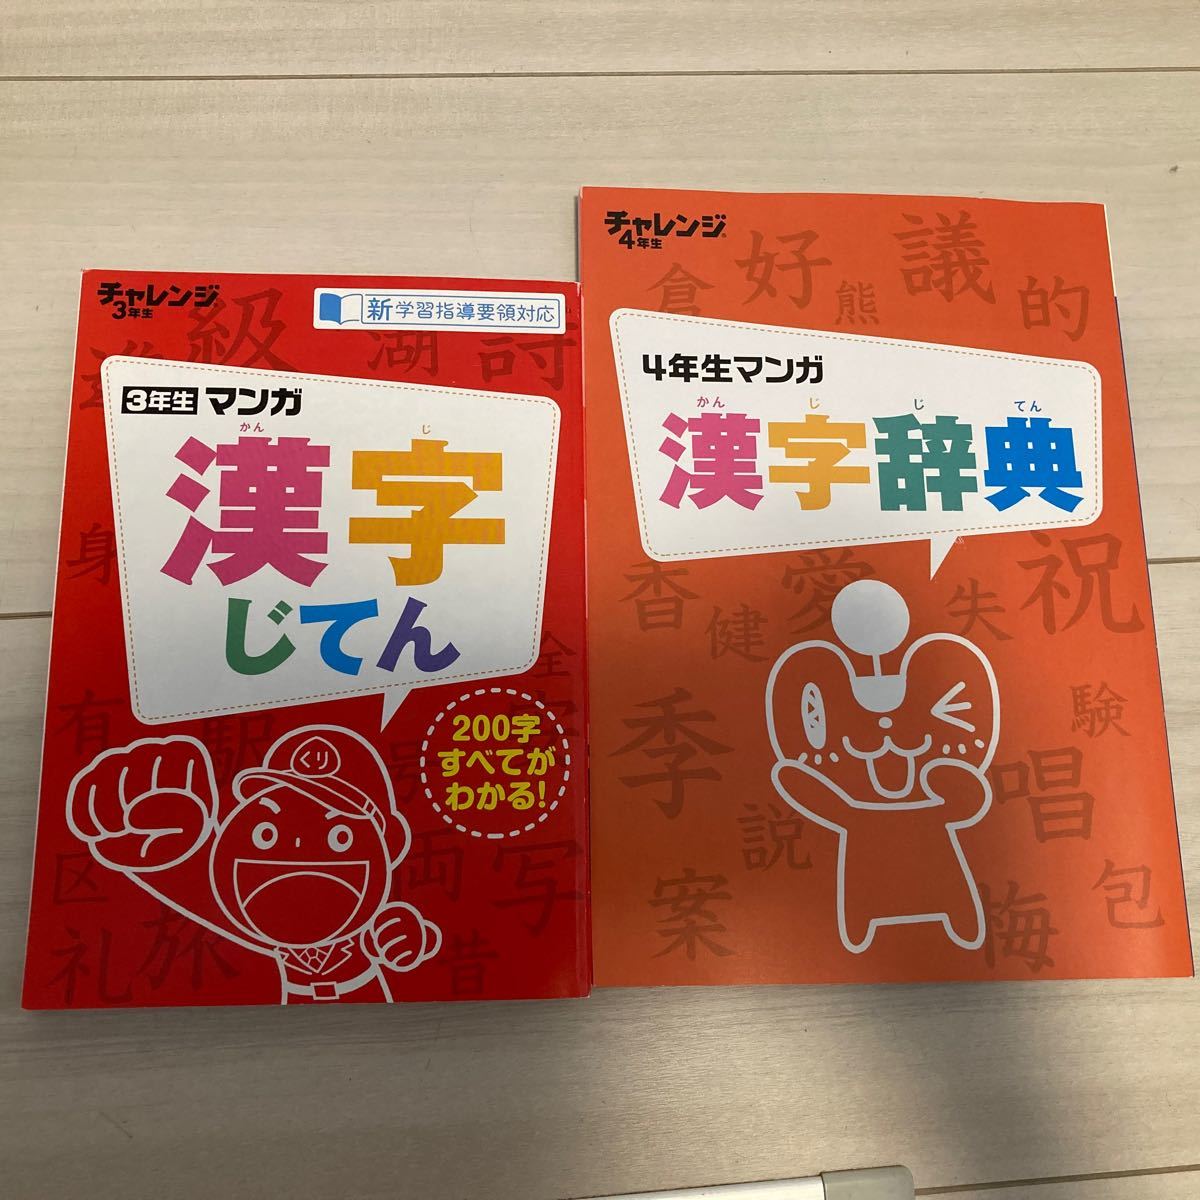 チャレンジ
3年生
新学習指導要領対応
3年生 マンガ
かん じ
漢字
じてん
200字
すべてが
わかる!
くり
級
湖
討
身
有
駅
全
号
区
両
写
礼
旅
昔
チャレンジ®
4年生
4年生マンガ
かん じ じ てん
漢字辞典
倉
好
熊
議
的
香
健
愛
失
祝
季
験
説
唱
案
梅
包